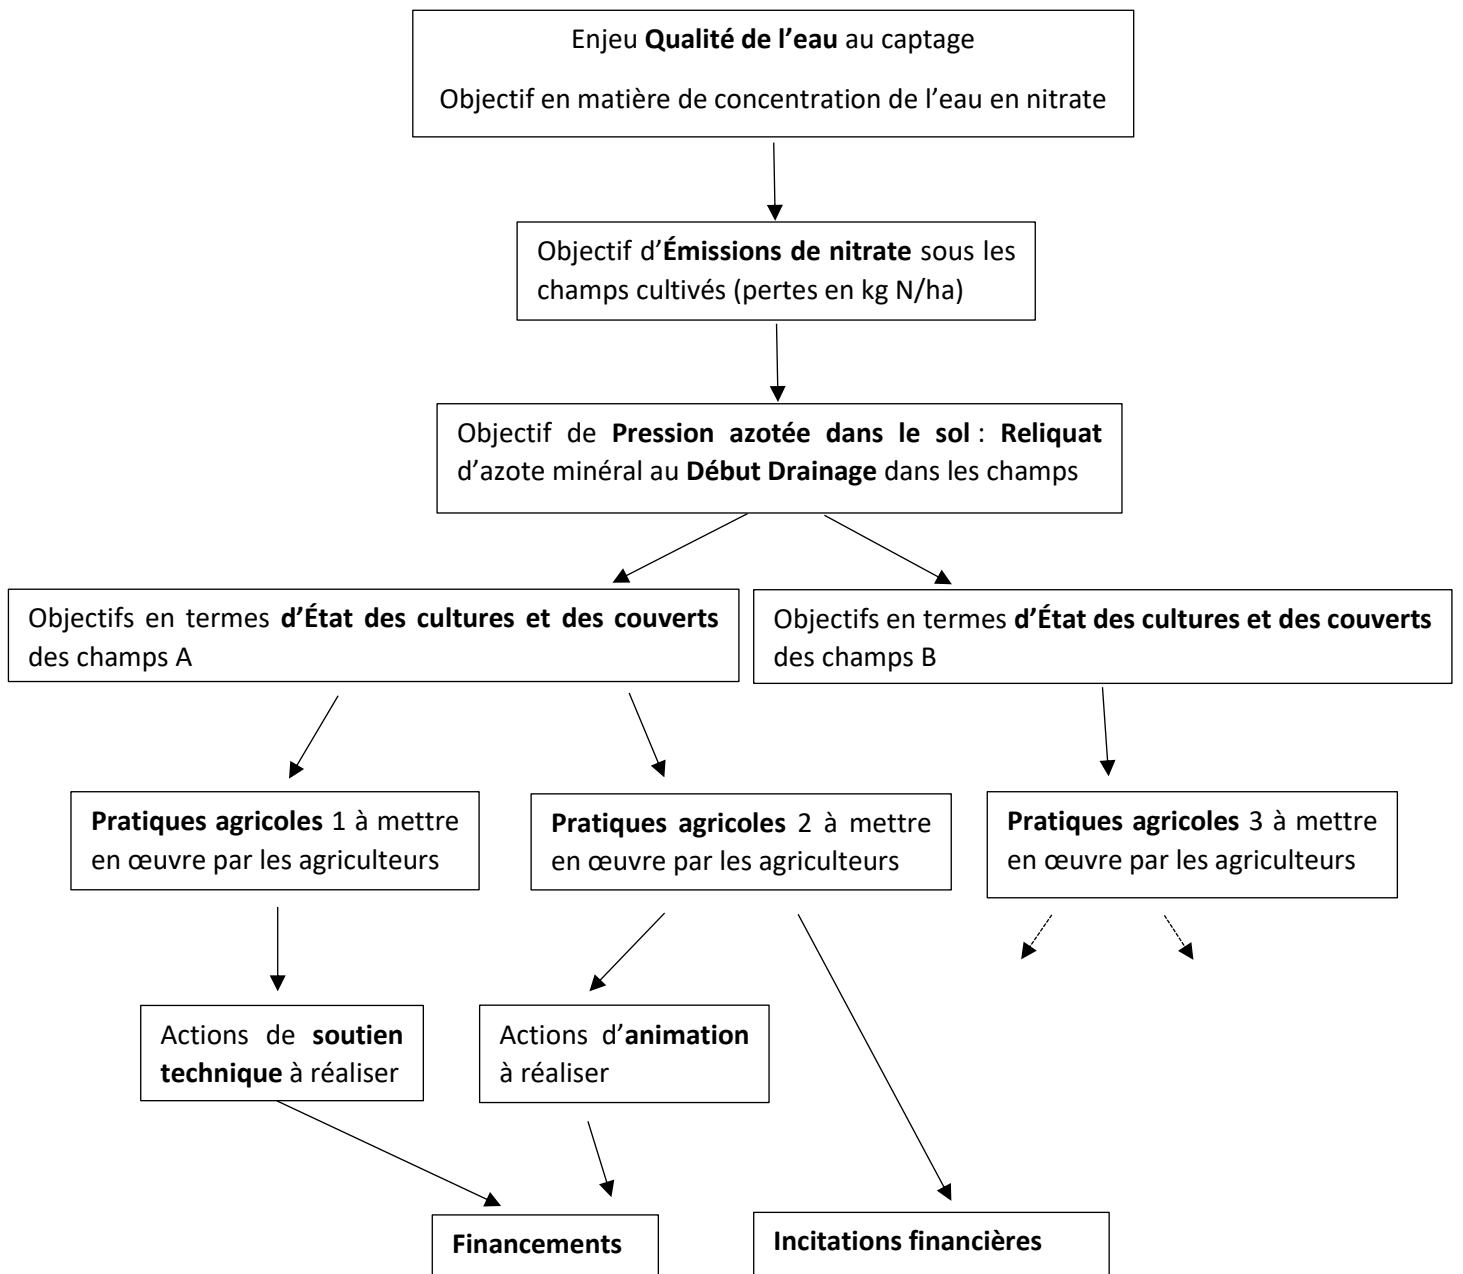 Enjeu Qualité de l’eau au captage
Objectif en matière de concentration de l’eau en nitrate
Objectif d’Émissions de nitrate sous les
champs cultivés (pertes en kg N/ha)
Objectif de Pression azotée dans le sol : Reliquat
d’azote minéral au Début Drainage dans les champs
Objectifs en termes d’État des cultures et des couverts
des champs A
Objectifs en termes d’État des cultures et des couverts
des champs B
Pratiques agricoles 1 à mettre
en œuvre par les agriculteurs
Pratiques agricoles 2 à mettre
en œuvre par les agriculteurs
Pratiques agricoles 3 à mettre
en œuvre par les agriculteurs
Actions de soutien
technique à réaliser
Actions d’animation
à réaliser
Financements
Incitations financières